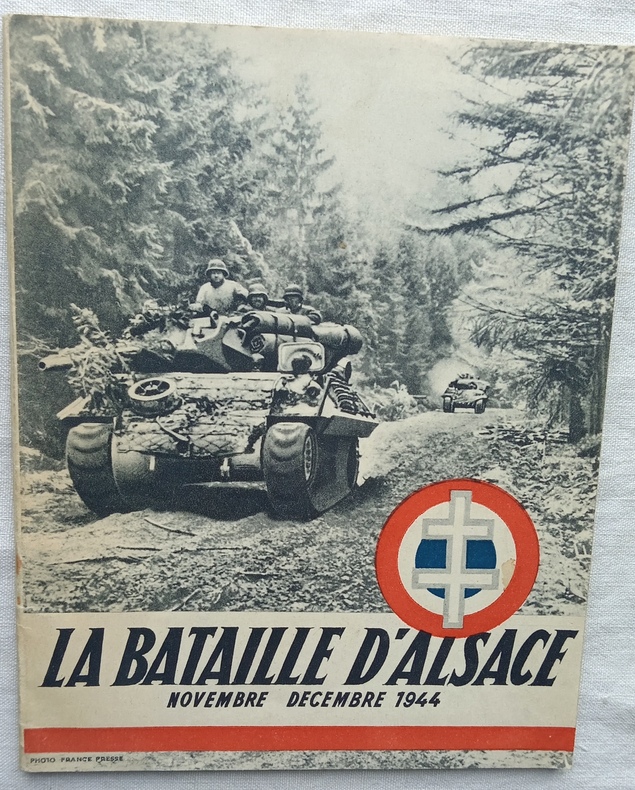 LA BATAILLE D'ALSACE
NOVEMBRE DECEMBRE 1944
PHOTO FRANCE PRESSE